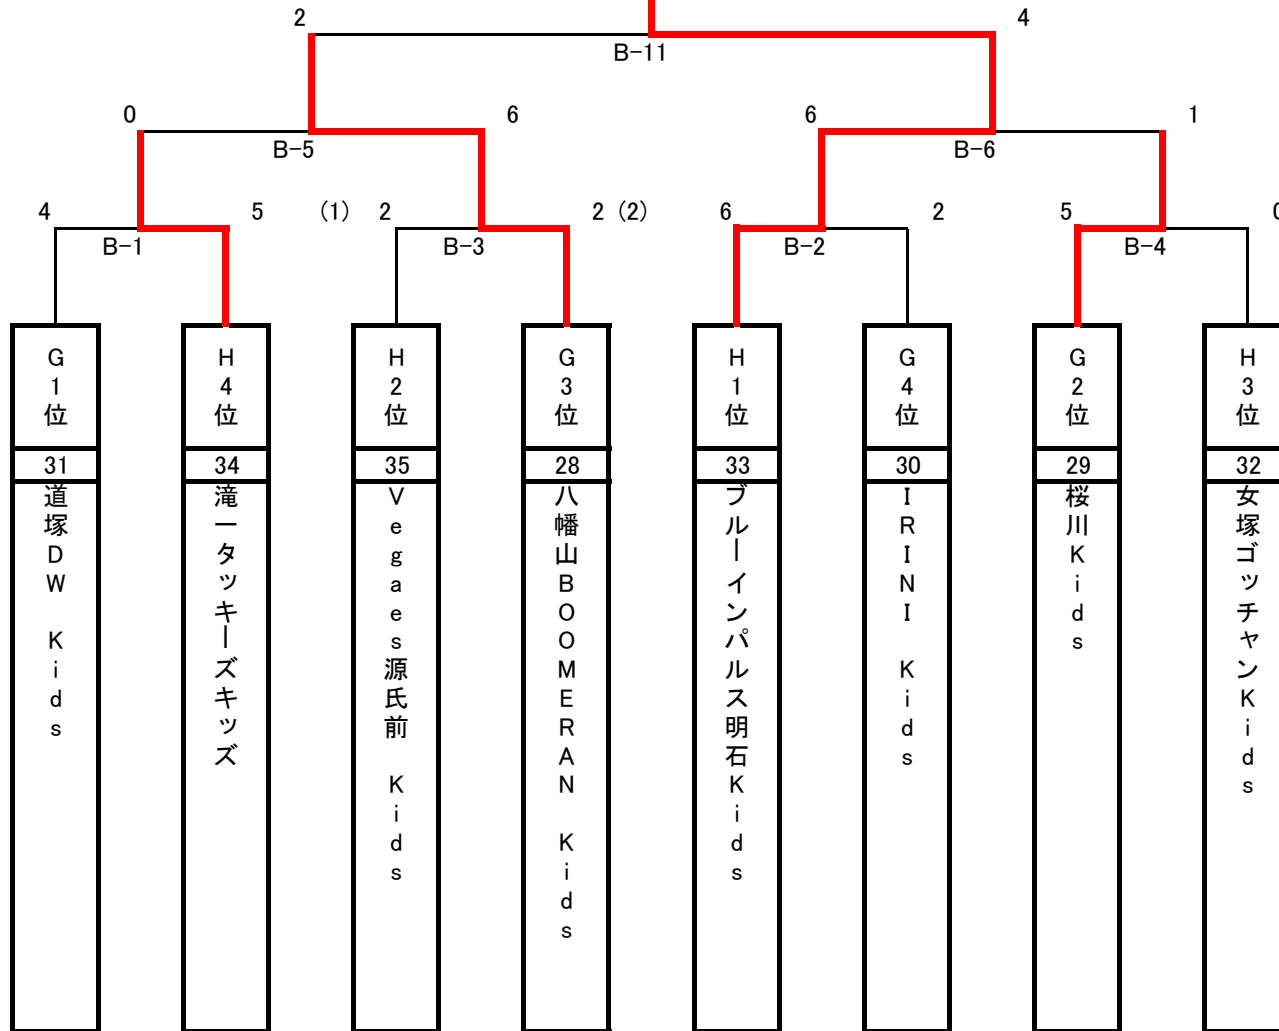 2 4
B-11
0 6 6 1
B-5 B-6
4 5 (1) 2 2 (2) 6 2 5 0
B-1 B-3 B-2 B-4
G1位
H4位
H2位
G3位
H1位
G4位
G2位
H3位
31 34 35 28 33 30 29 32
道塚DW Kids
滝一タッキーズキッズ
Vegaes源氏前 Kids
八幡山BOOMERAN Kids
ブルーインパルス明石Kids
IRINI Kids
桜川Kids
女塚ゴッチャンKids